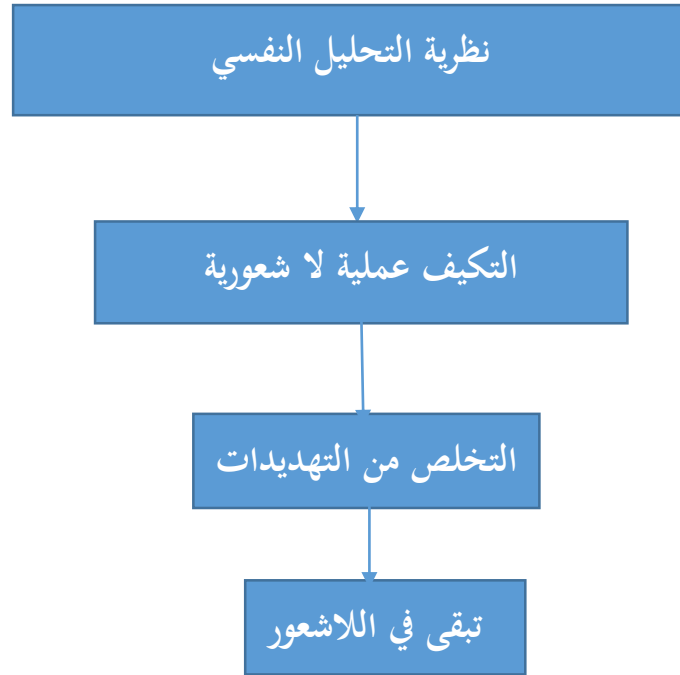 نظرية التحليل النفسي
التكيف عملية لا شعورية
التخلص من التهديدات
تبقى في اللاشعور